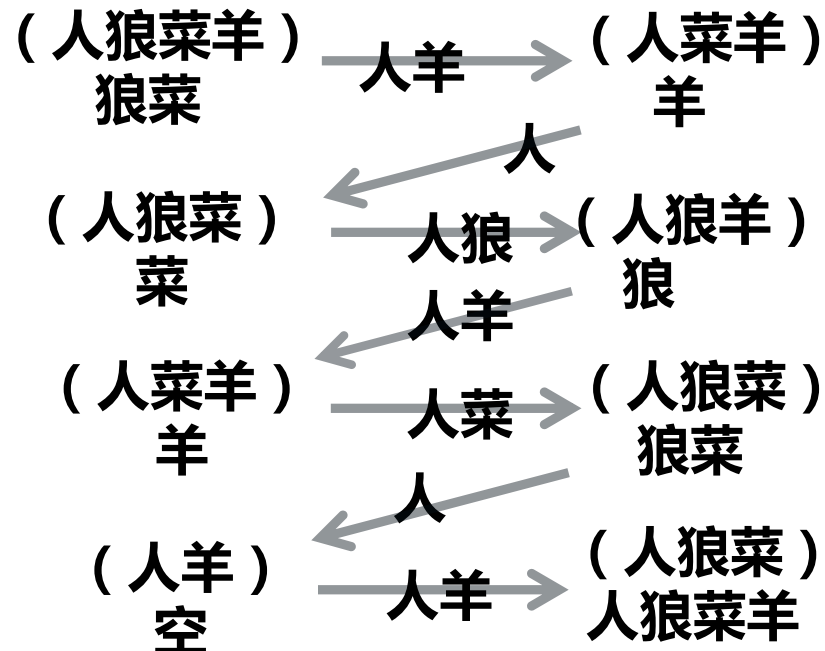 （人狼菜羊）
狼菜
人羊
（人菜羊）
羊
人
（人狼菜）
菜
人狼
（人狼羊）
狼
人羊
（人菜羊）
羊
人菜
（人狼菜）
狼菜
人
（人羊）
空
人羊
（人狼菜）
人狼菜羊